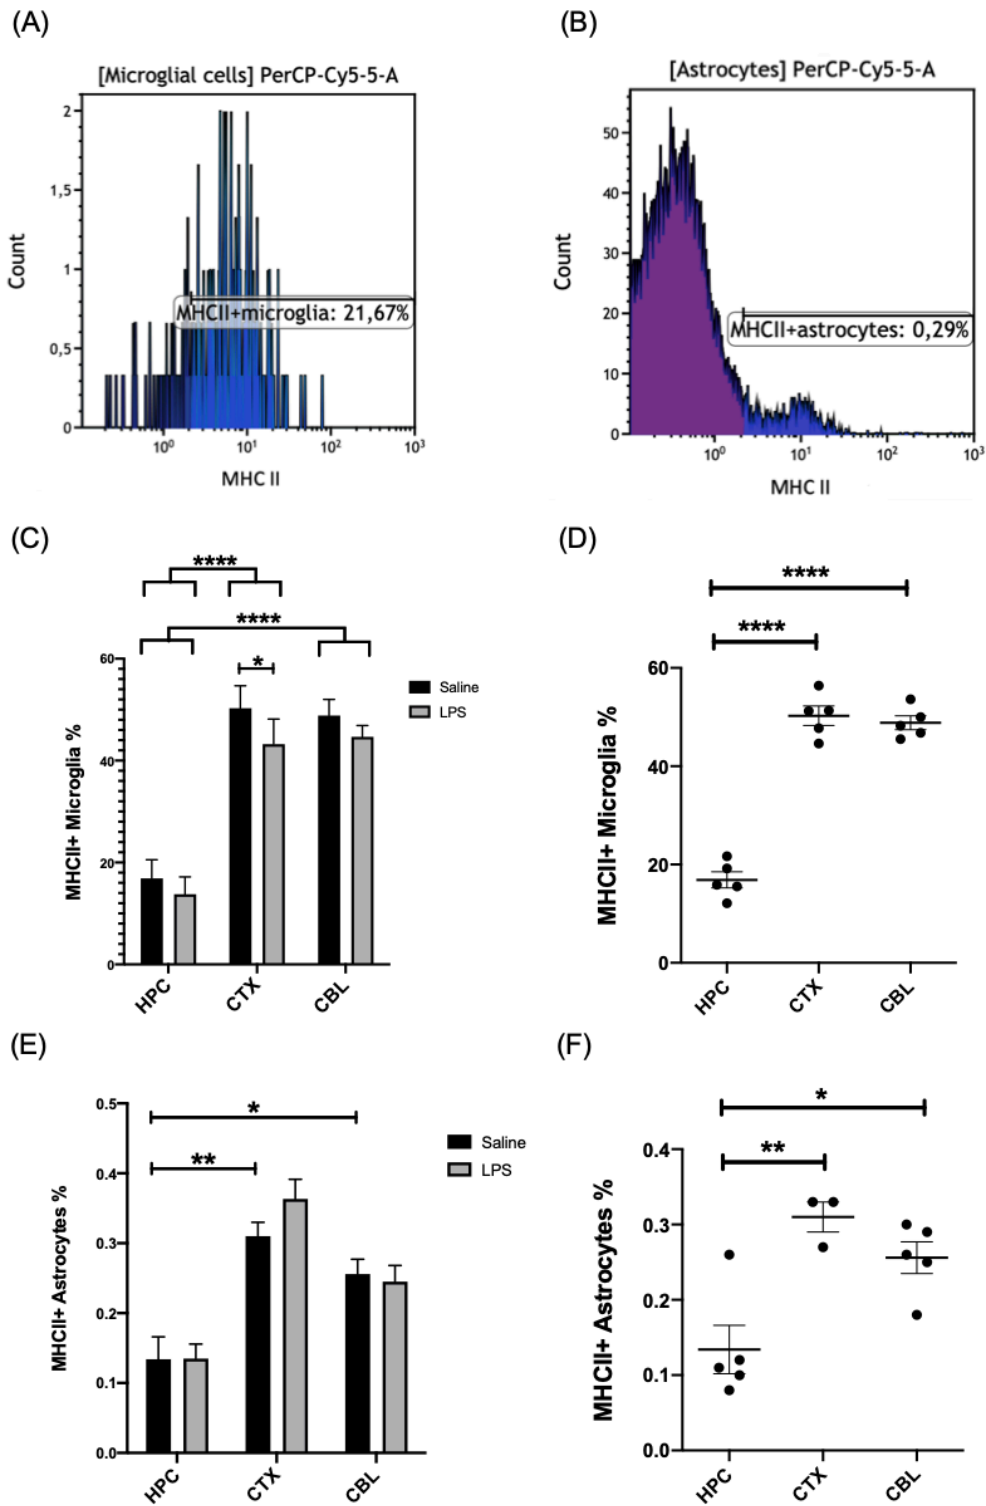 (A)
[Microglial cells] PerCP-Cy5-5-A
2
1,5
1
0,5
0
Count
MHCII+microglia: 21,67%
10⁰ 10¹ 10² 10³
MHC II
(B)
[Astrocytes] PerCP-Cy5-5-A
50
40
30
20
10
0
Count
MHCII+astrocytes: 0,29%
10⁰ 10¹ 10² 10³
MHC II
(C)
****
****
*
60
40
20
0
MHCII+ Microglia %
Saline
LPS
HPC CTX CBL
(D)
****
****
60
40
20
0
MHCII+ Microglia %
HPC CTX CBL
(E)
*
**
0.5
0.4
0.3
0.2
0.1
0.0
MHCII+ Astrocytes %
Saline
LPS
HPC CTX CBL
(F)
*
**
0.4
0.3
0.2
0.1
0.0
MHCII+ Astrocytes %
HPC CTX CBL